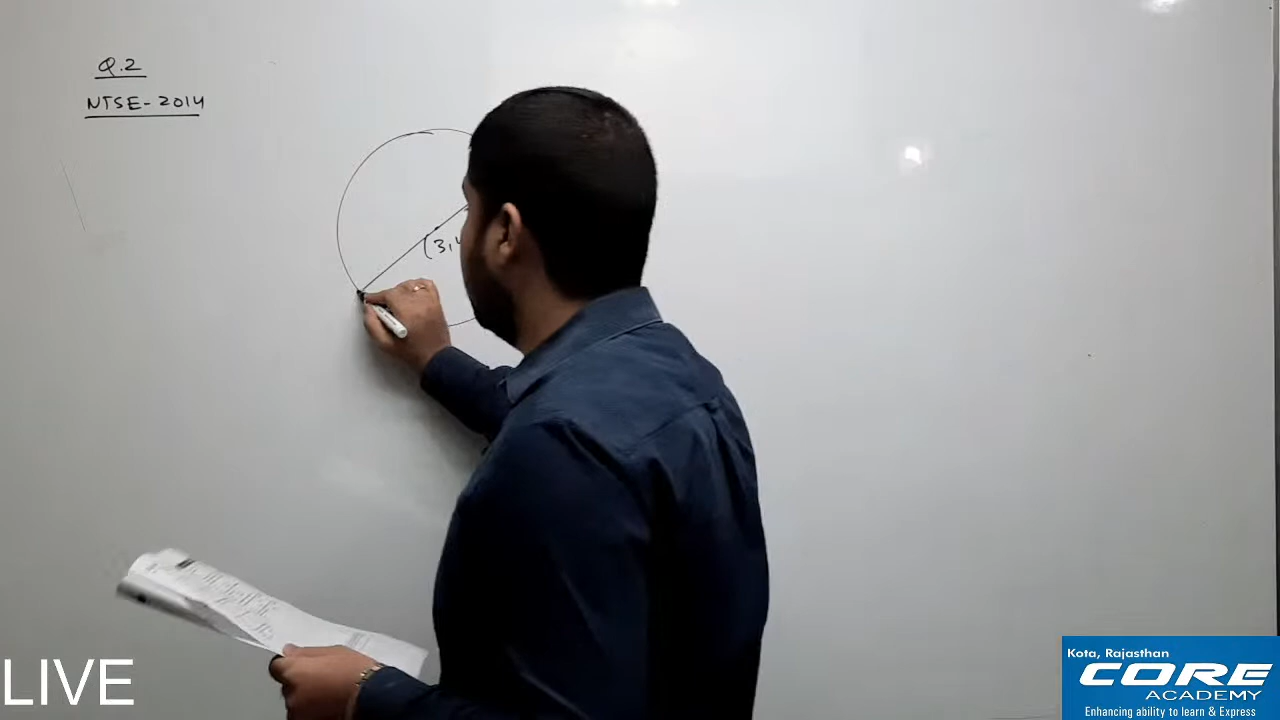 Q.2
NTSE-2014
(3,4
LIVE
Kota, Rajasthan
CORE
ACADEMY
Enhancing ability to learn & Express